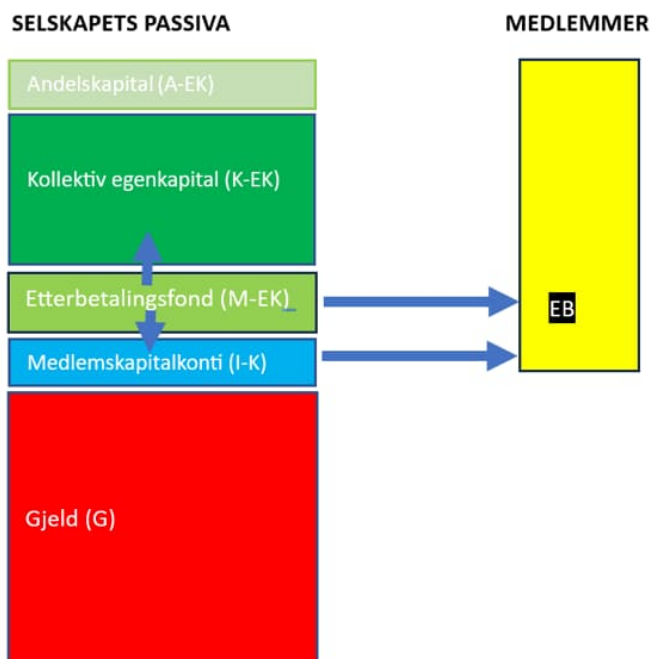 SELSKAPETS PASSIVA
MEDLEMMER
Andelskapital (A-EK)
Kollektiv egenkapital (K-EK)
Etterbetalingsfond (M-EK)_
EB
Medlemskapitalkonti (I-K)
Gjeld (G)